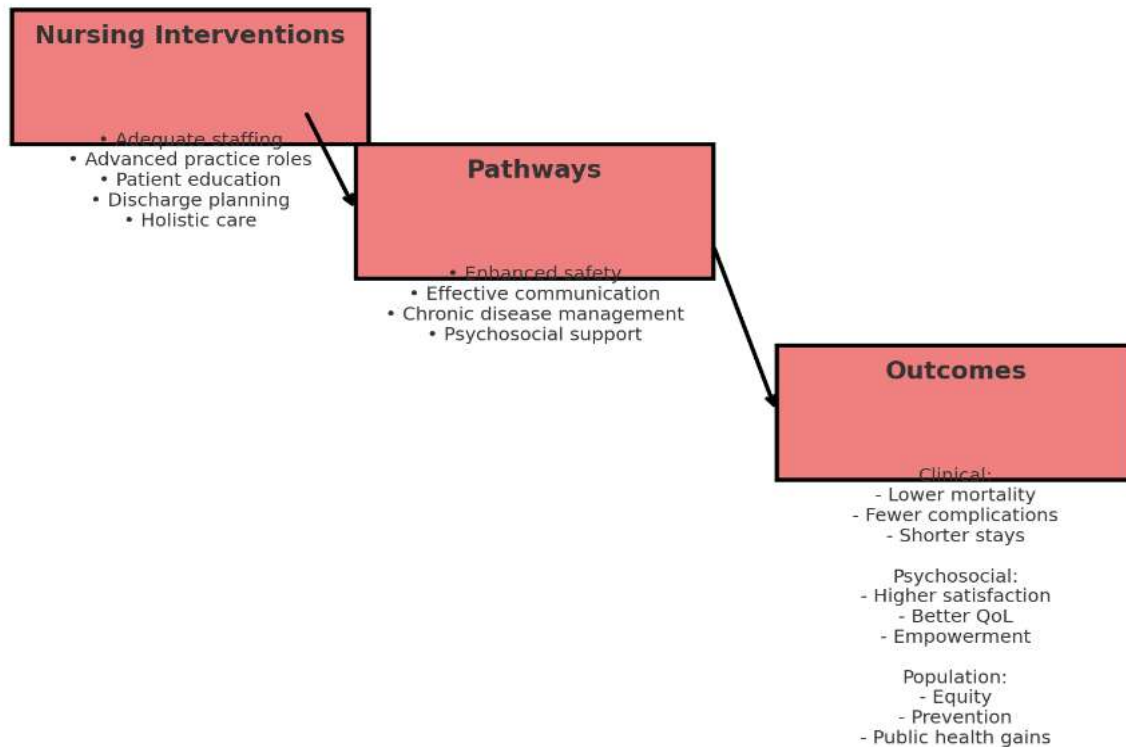 Nursing Interventions
• Adequate staffing
• Advanced practice roles
• Patient education
• Discharge planning
• Holistic care
Pathways
• Enhanced safety
• Effective communication
• Chronic disease management
• Psychosocial support
Outcomes
Clinical:
- Lower mortality
- Fewer complications
- Shorter stays
Psychosocial:
- Higher satisfaction
- Better QoL
- Empowerment
Population:
- Equity
- Prevention
- Public health gains